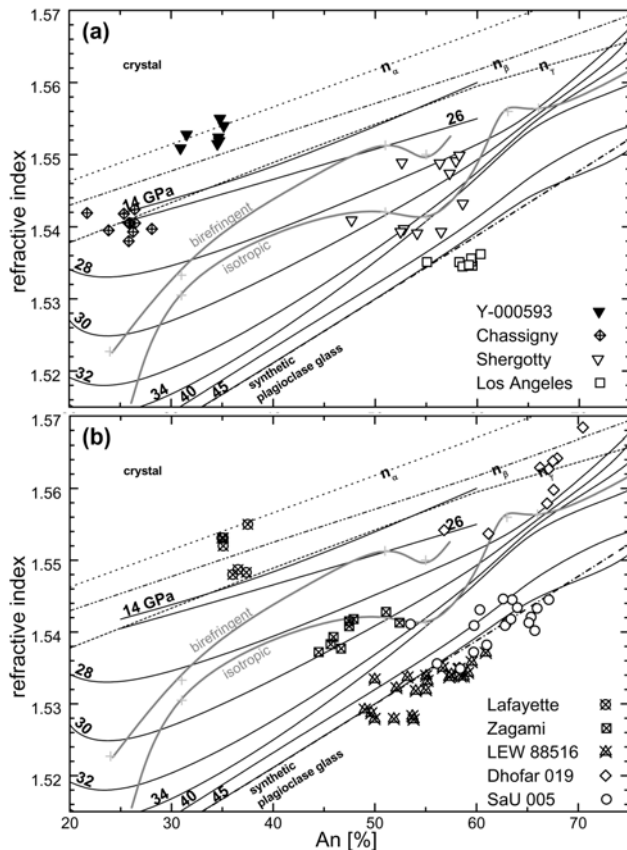 1.57
(a)
crystal
nα
nβ
nγ
1.56
26
1.55
14 GPa
1.54
birefringent
isotropic
28
1.53
30
Y-000593
Chassigny
32
synthetic
plagioclase glass
Shergotty
1.52
34
40
45
Los Angeles
refractive index
1.57
(b)
crystal
nα
nβ
nγ
1.56
26
1.55
14 GPa
1.54
birefringent
isotropic
28
1.53
30
Lafayette
Zagami
32
synthetic
plagioclase glass
LEW 88516
Dhofar 019
1.52
34
40
45
SaU 005
refractive index
20
30
40
50
60
70
An [%]